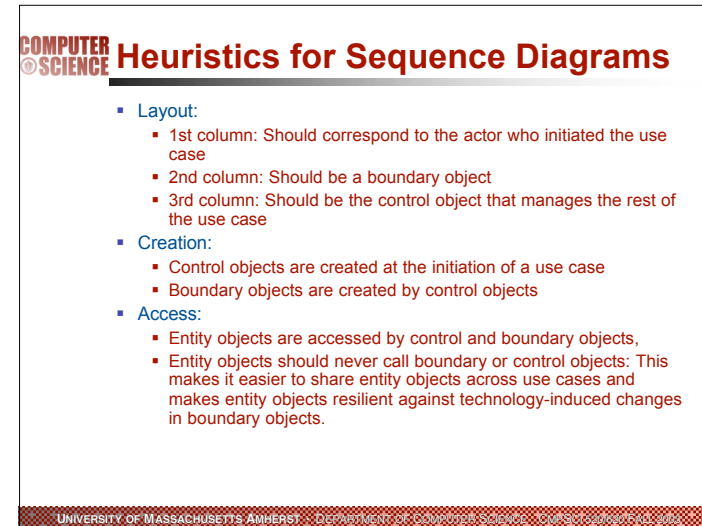 COMPUTER
SCIENCE
Heuristics for Sequence Diagrams
▪ Layout:
▪ 1st column: Should correspond to the actor who initiated the use
case
▪ 2nd column: Should be a boundary object
▪ 3rd column: Should be the control object that manages the rest of
the use case
▪ Creation:
▪ Control objects are created at the initiation of a use case
▪ Boundary objects are created by control objects
▪ Access:
▪ Entity objects are accessed by control and boundary objects,
▪ Entity objects should never call boundary or control objects: This
makes it easier to share entity objects across use cases and
makes entity objects resilient against technology-induced changes
in boundary objects.
UNIVERSITY OF MASSACHUSETTS AMHERST · DEPARTMENT OF COMPUTER SCIENCE · CMPSCI 520/620 FALL